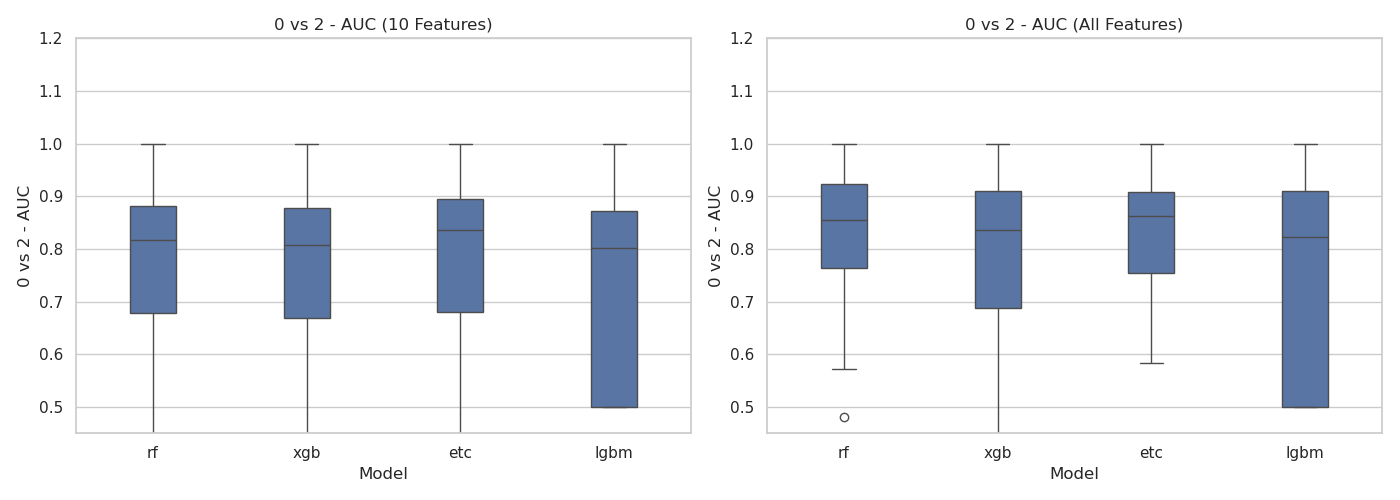 0 vs 2 - AUC (10 Features)
0 vs 2 - AUC
1.2
1.1
1.0
0.9
0.8
0.7
0.6
0.5
rf xgb etc lgbm
Model
0 vs 2 - AUC (All Features)
0 vs 2 - AUC
1.2
1.1
1.0
0.9
0.8
0.7
0.6
0.5
rf xgb etc lgbm
Model